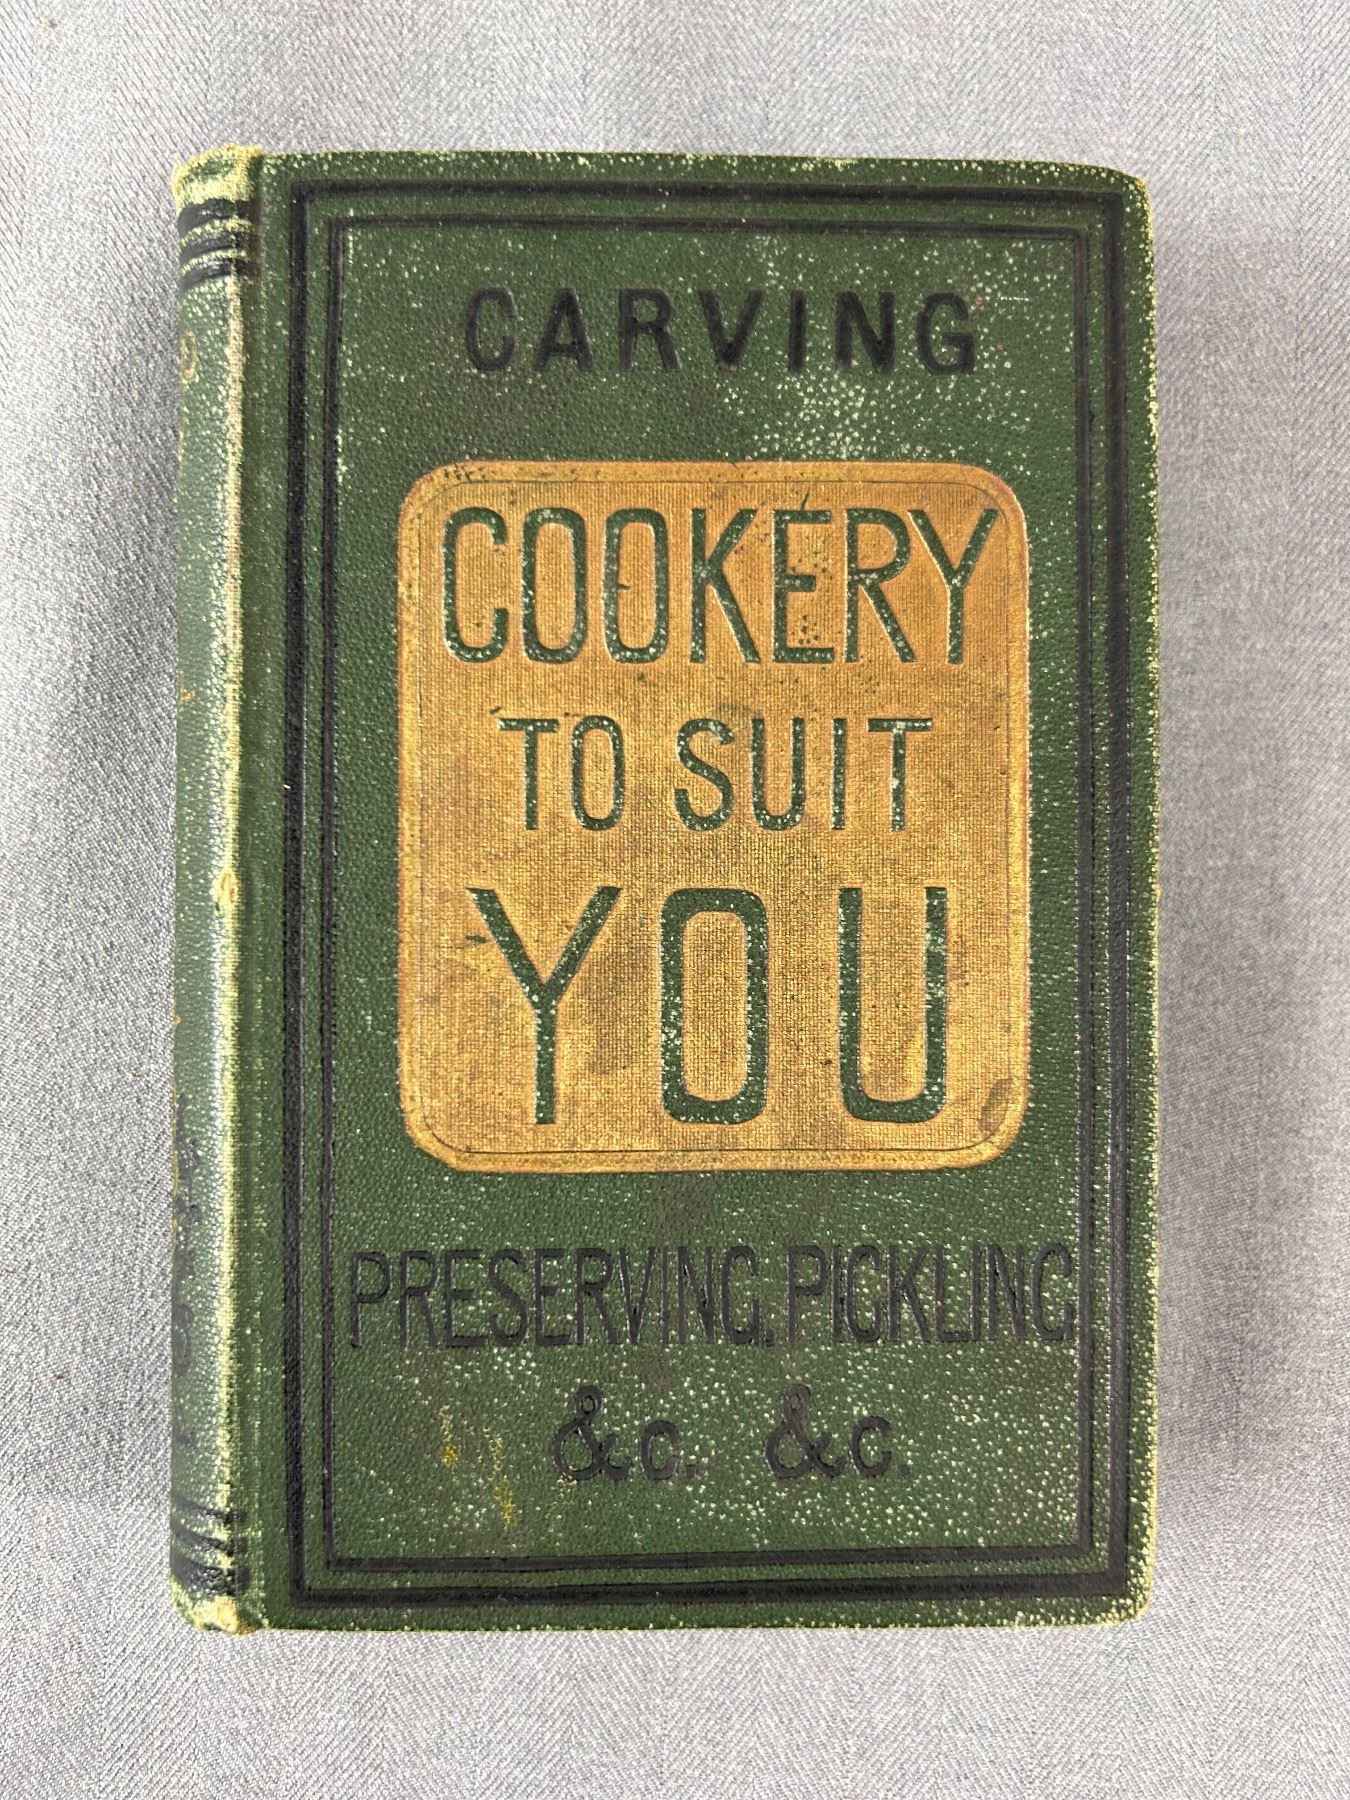 CARVING
COOKERY
TO SUIT
YOU
PRESERVING, PICKLING
&c. &c.